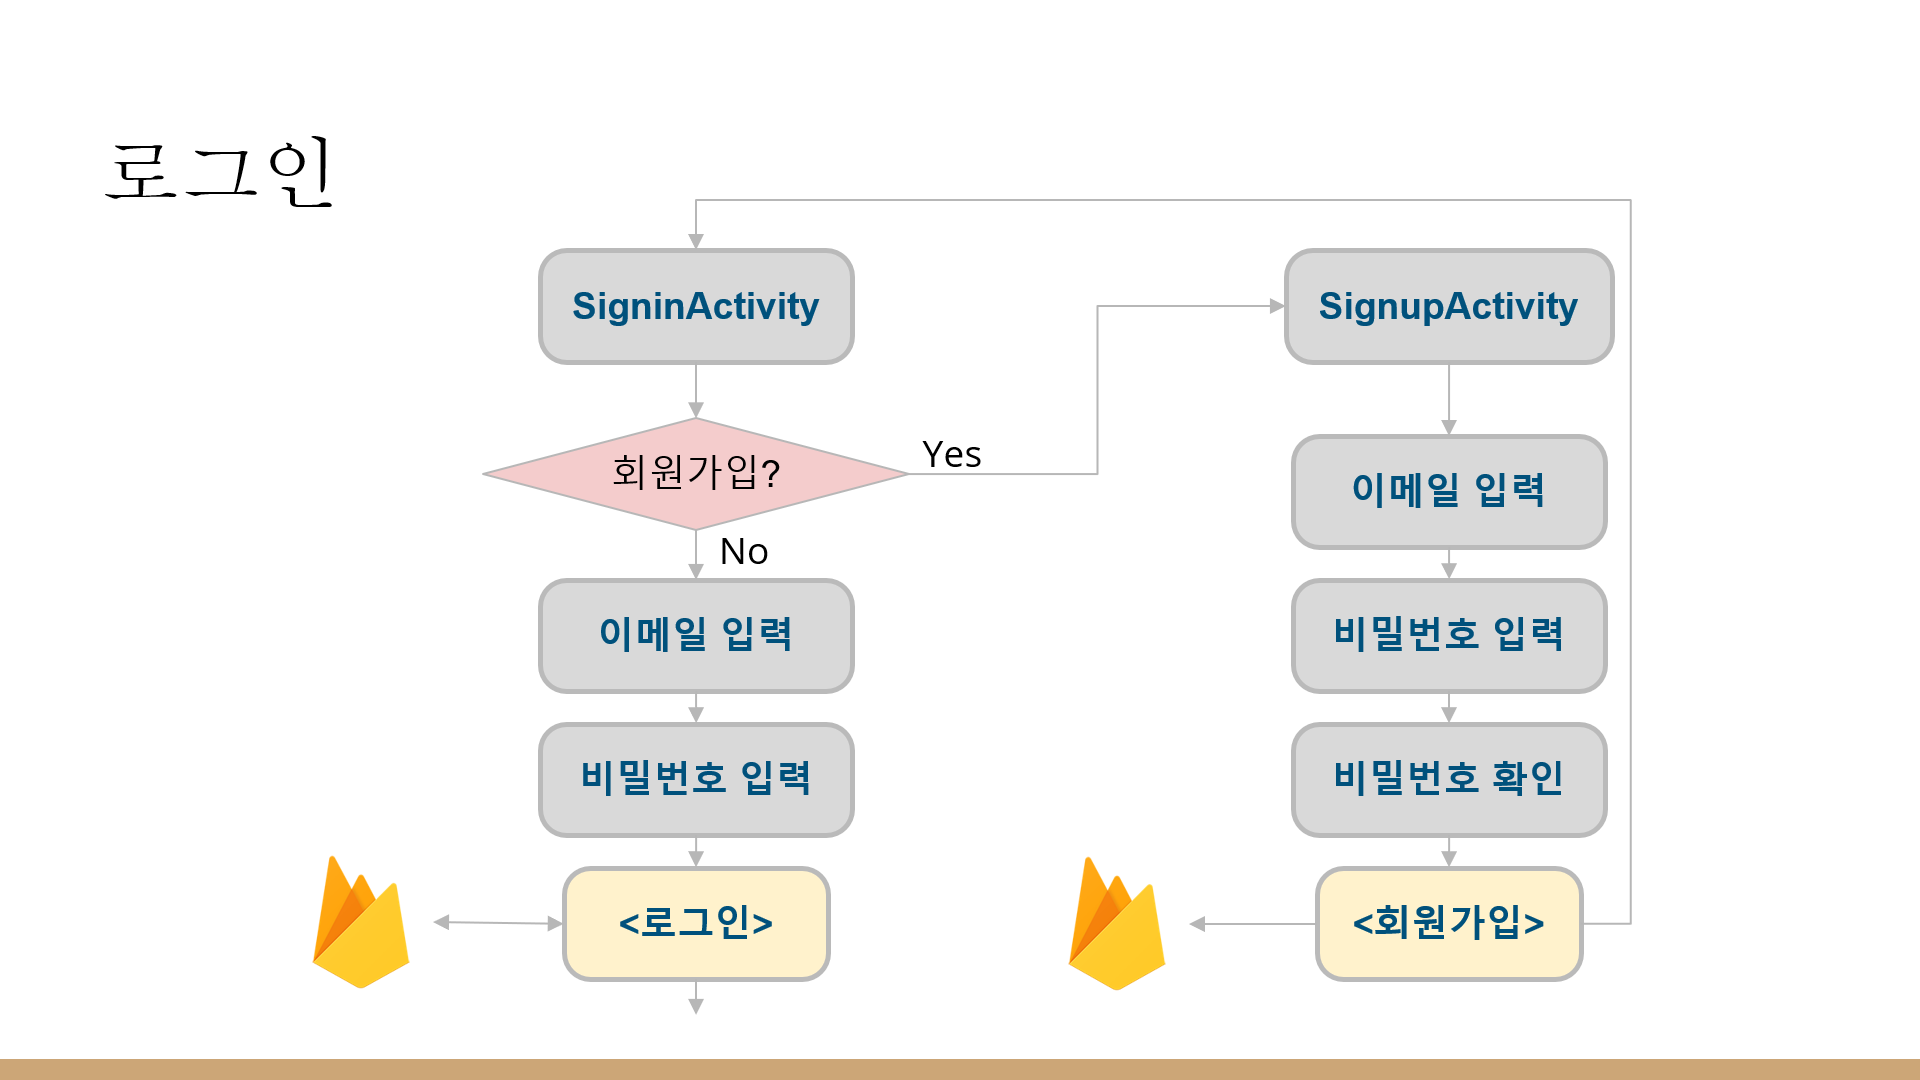 로그인
SigninActivity
회원가입?
Yes
No
이메일 입력
비밀번호 입력
<로그인>
SignupActivity
이메일 입력
비밀번호 입력
비밀번호 확인
<회원가입>